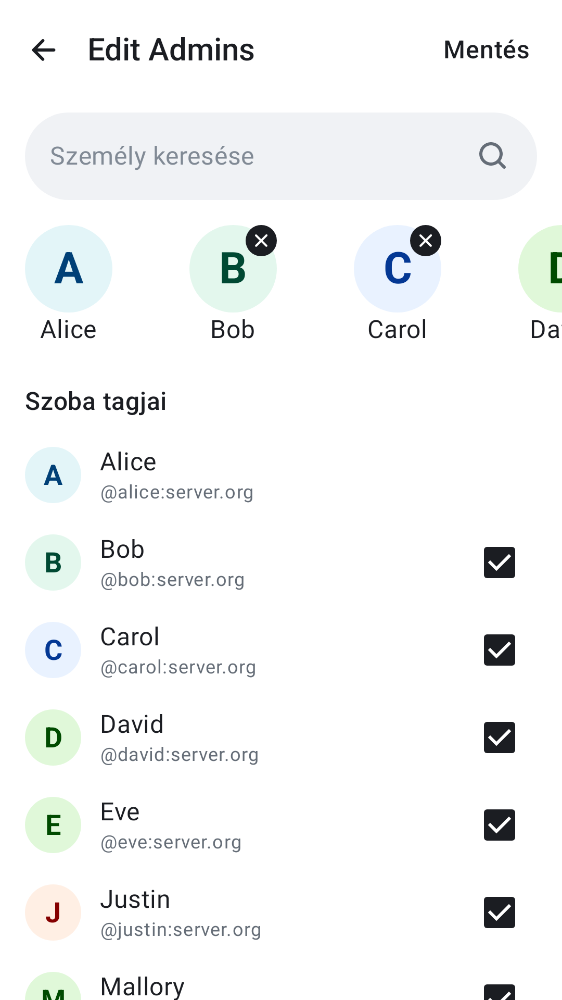 Edit Admins
Mentés
Személy keresése
A
B
C
D
Alice
Bob
Carol
Da
Szoba tagjai
A
Alice
@alice:server.org
B
Bob
@bob:server.org
C
Carol
@carol:server.org
D
David
@david:server.org
E
Eve
@eve:server.org
J
Justin
@justin:server.org
M
Mallory